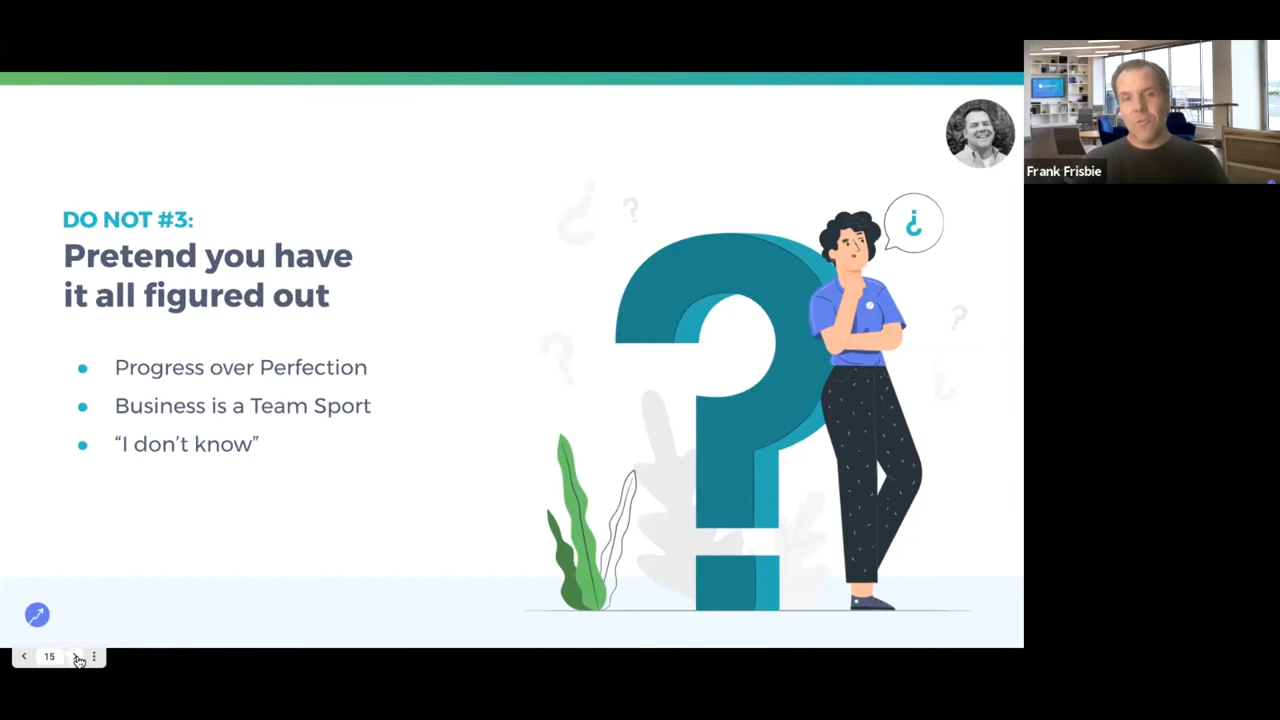 DO NOT #3:
Pretend you have
it all figured out
● Progress over Perfection
● Business is a Team Sport
● “I don’t know”
¿
Frank Frisbie
15